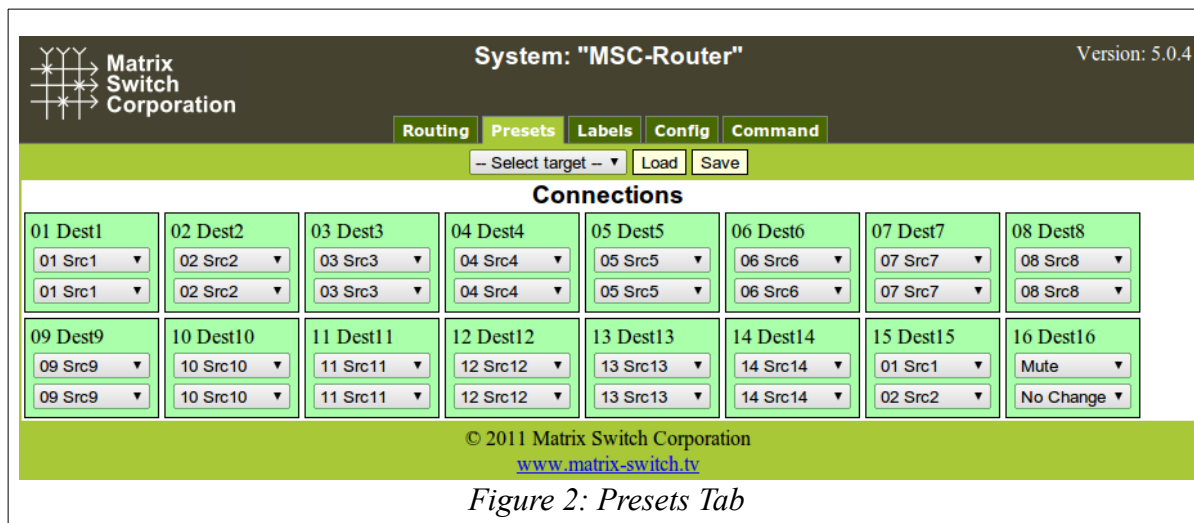 Matrix
Switch
Corporation
System: "MSC-Router"
Version: 5.0.4
Routing Presets Labels Config Command
-- Select target -- Load Save
Connections
01 Dest1 02 Dest2 03 Dest3 04 Dest4 05 Dest5 06 Dest6 07 Dest7 08 Dest8
01 Src1 02 Src2 03 Src3 04 Src4 05 Src5 06 Src6 07 Src7 08 Src8
01 Src1 02 Src2 03 Src3 04 Src4 05 Src5 06 Src6 07 Src7 08 Src8
09 Dest9 10 Dest10 11 Dest11 12 Dest12 13 Dest13 14 Dest14 15 Dest15 16 Dest16
09 Src9 10 Src10 11 Src11 12 Src12 13 Src13 14 Src14 01 Src1 Mute
09 Src9 10 Src10 11 Src11 12 Src12 13 Src13 14 Src14 02 Src2 No Change
© 2011 Matrix Switch Corporation
www.matrix-switch.tv
Figure 2: Presets Tab